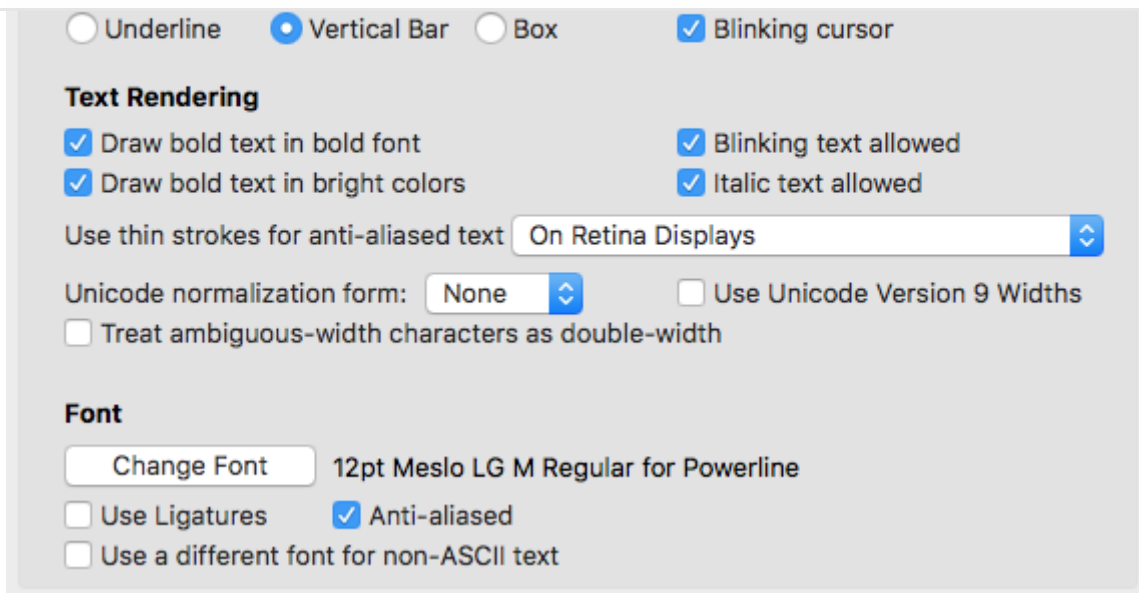 Underline Vertical Bar Box Blinking cursor
Text Rendering
Draw bold text in bold font Blinking text allowed
Draw bold text in bright colors Italic text allowed
Use thin strokes for anti-aliased text On Retina Displays
Unicode normalization form: None Use Unicode Version 9 Widths
Treat ambiguous-width characters as double-width
Font
Change Font 12pt Meslo LG M Regular for Powerline
Use Ligatures Anti-aliased
Use a different font for non-ASCII text